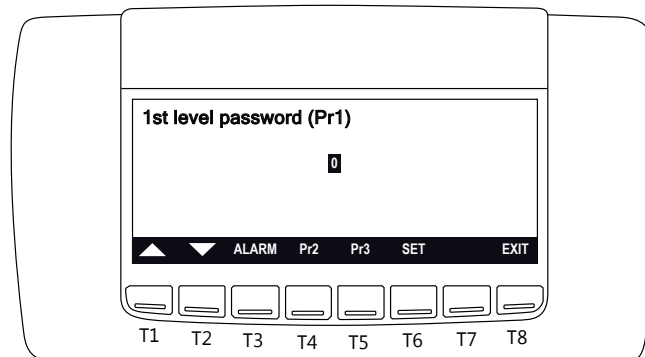 1st level password (Pr1)
0
ALARM Pr2 Pr3 SET EXIT
T1 T2 T3 T4 T5 T6 T7 T8